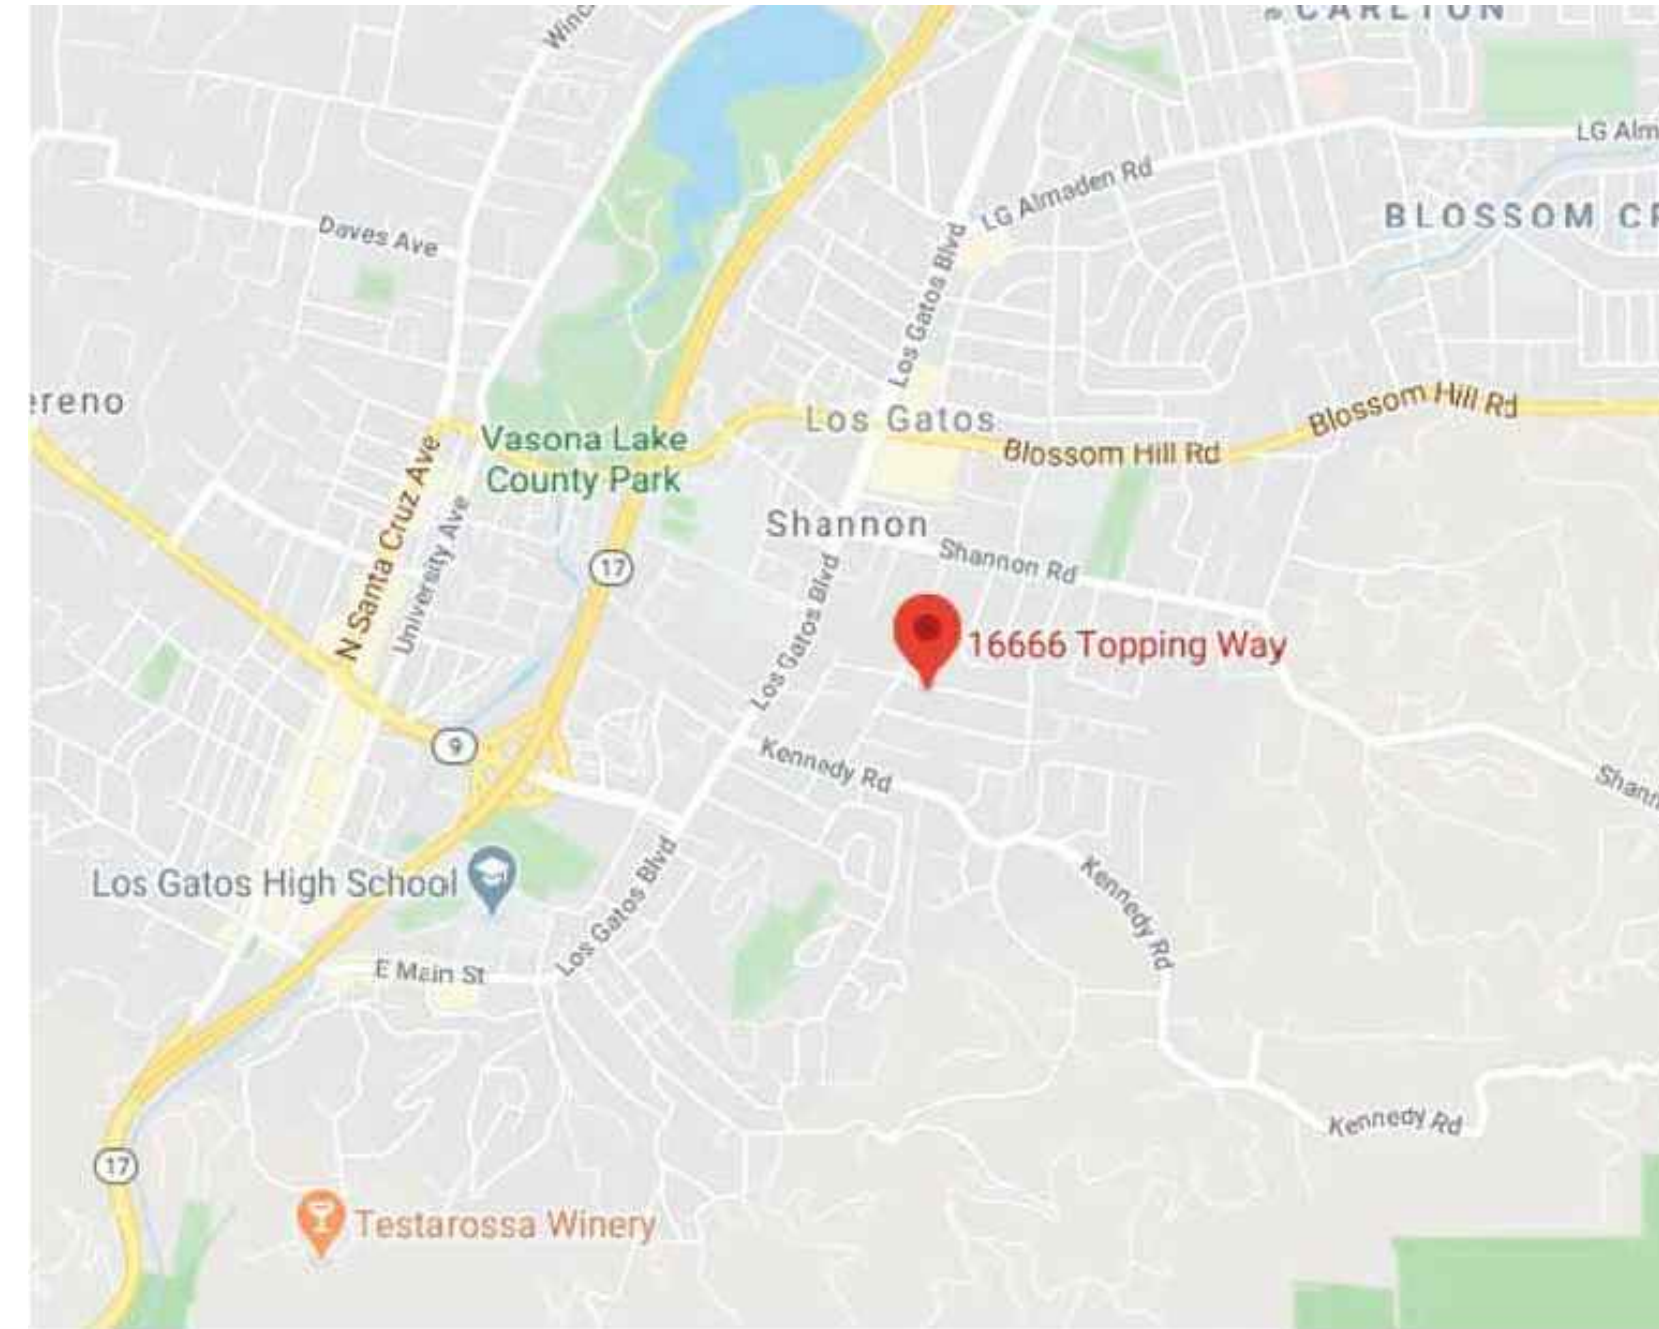 CARLTON
Winc
LG Alm
LG Almaden Rd
BLOSSOM CR
Daves Ave
Los Gatos Blvd
ereno
Blossom Hill Rd
Los Gatos
Vasona Lake
County Park
Blossom Hill Rd
N Santa Cruz Ave
University Ave
Shannon
Shannon Rd
17
Los Gatos Blvd
16666 Topping Way
9
Kennedy Rd
Shann
Los Gatos High School
Los Gatos Blvd
Kennedy Rd
E Main St
Kennedy Rd
17
Testarossa Winery